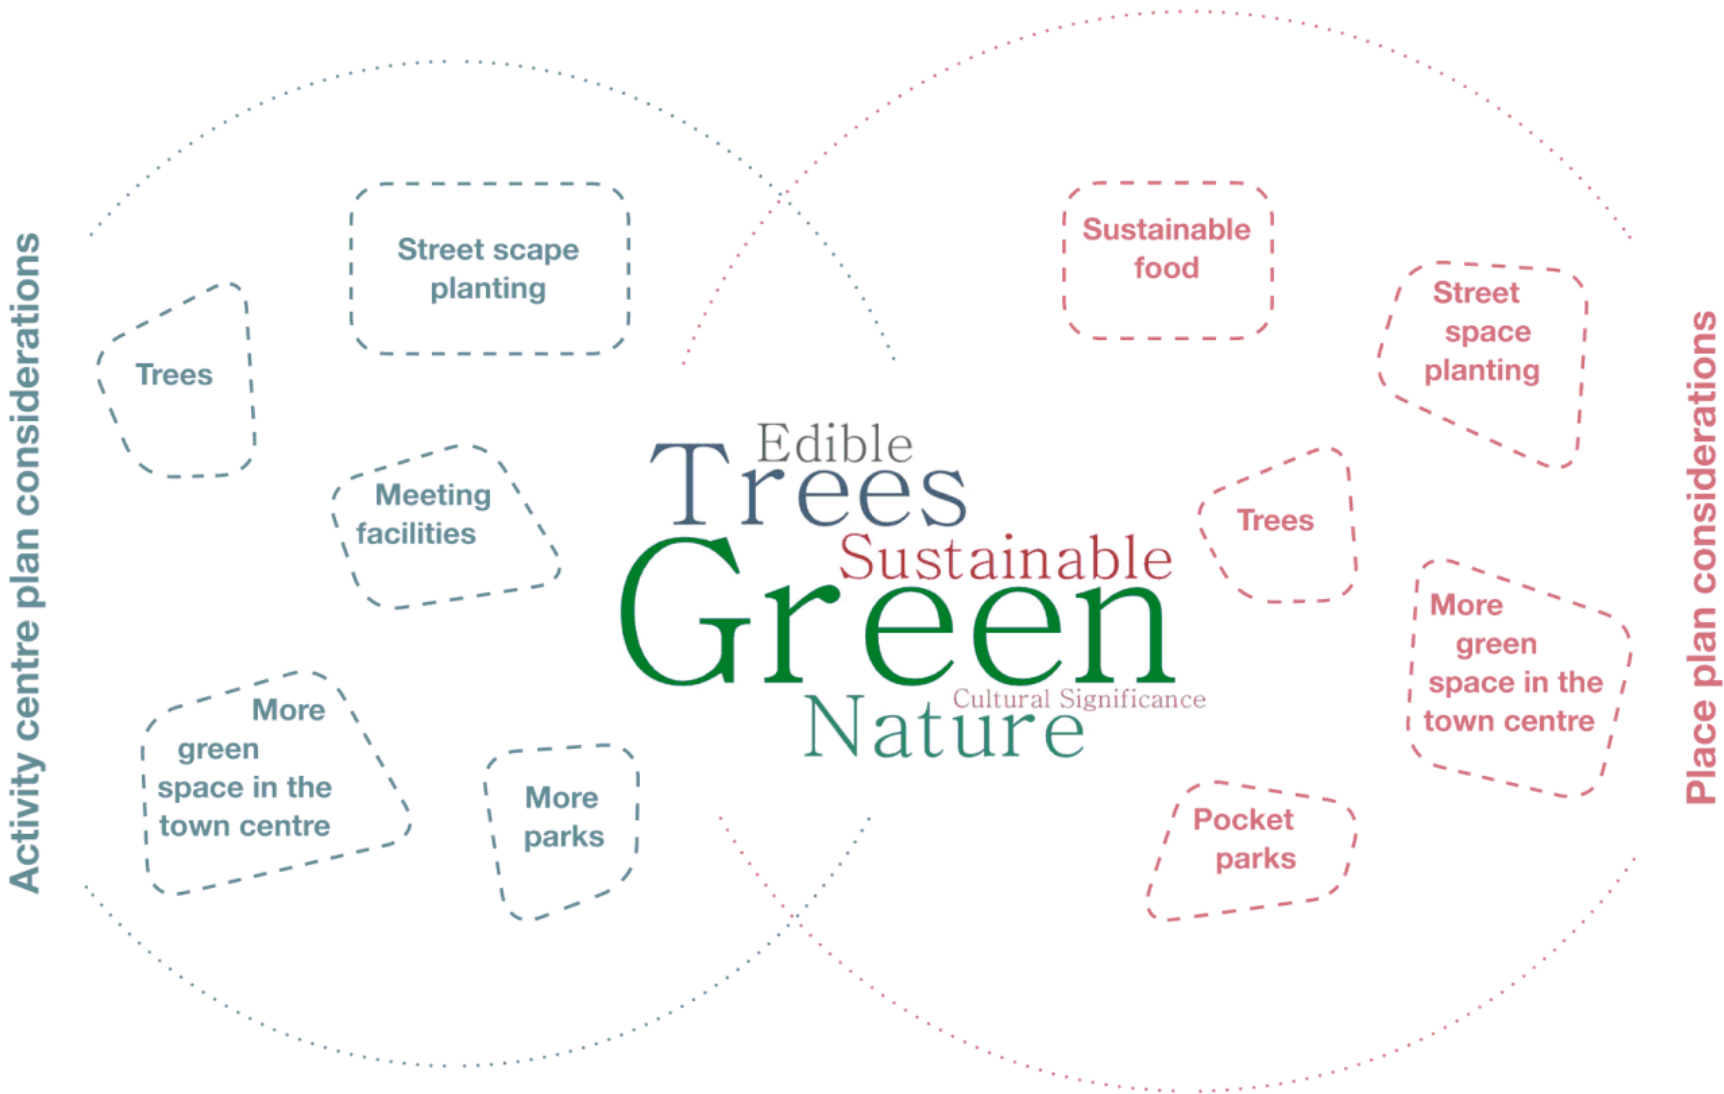 Activity centre plan considerations
Street scape
planting
Trees
Meeting
facilities
More
green
space in the
town centre
More
parks
Edible
Trees
Sustainable
Green
Cultural Significance
Nature
Sustainable
food
Street
space
planting
Trees
More
green
space in the
town centre
Pocket
parks
Place plan considerations